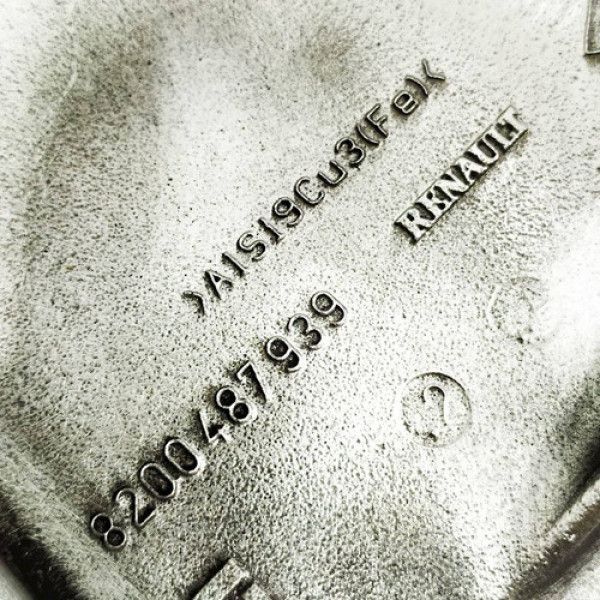 >AlSi9Cu3(Fe)<
RENAULT
8200 487 939
2